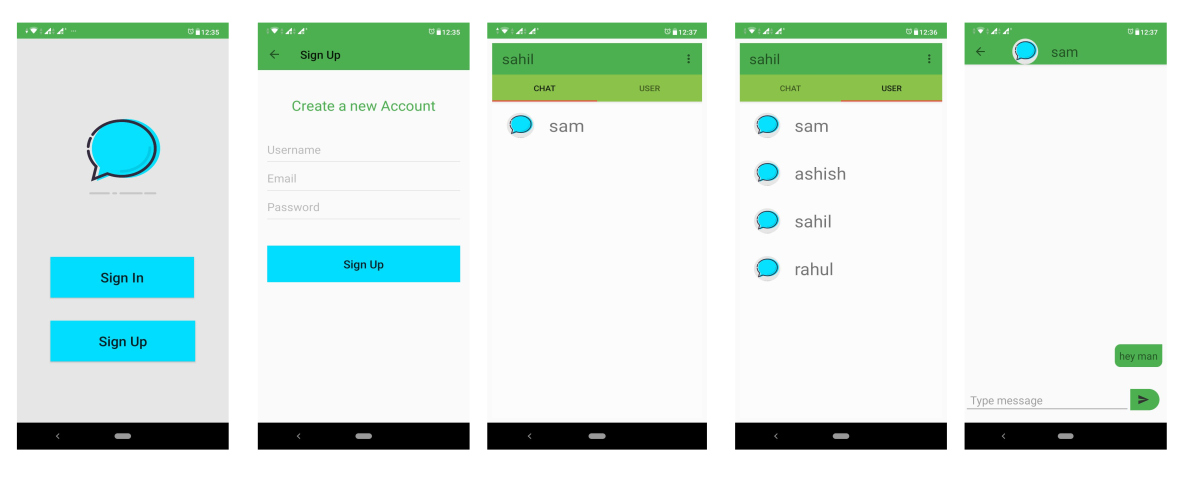 12:35
Sign In
Sign Up
12:35
Sign Up
Create a new Account
Username
Email
Password
Sign Up
12:37
sahil
CHAT USER
sam
12:36
sahil
CHAT USER
sam
ashish
sahil
rahul
12:37
sam
hey man
Type message